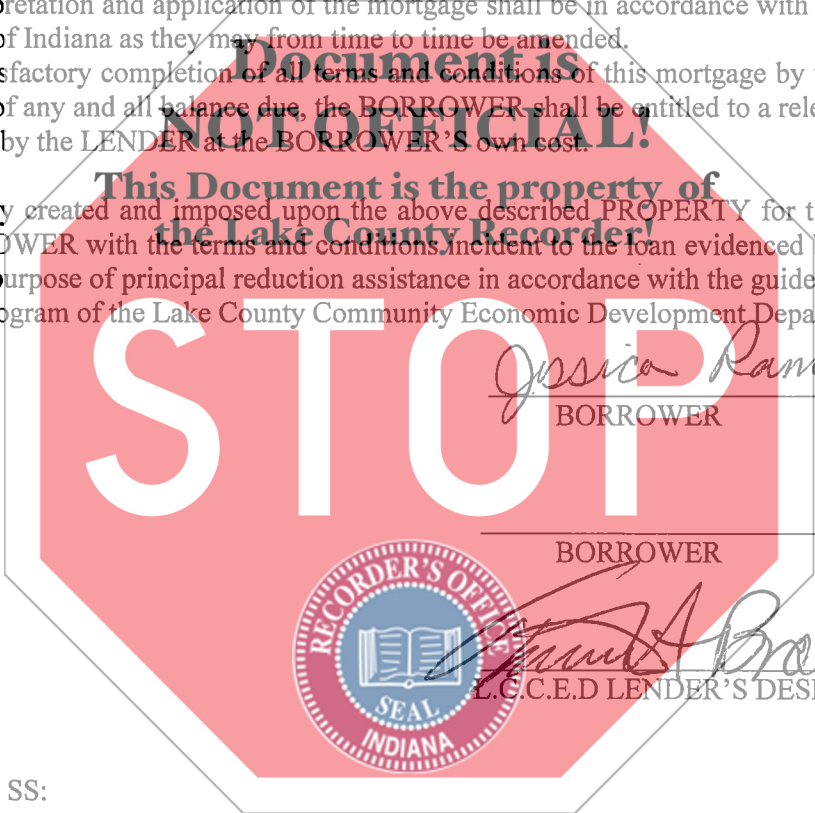 pretation and application of the mortgage shall be in accordance with
of Indiana as they may from time to time be amended.
Document is
sfactory completion of all terms and conditions of this mortgage by
of any and all balance due, the BORROWER shall be entitled to a rele
NOT OFFICIAL!
by the LENDER at the BORROWER'S own cost.
This Document is the property of
y created and imposed upon the above described PROPERTY for t
the Lake County Recorder!
OWER with the terms and conditions incident to the loan evidenced
purpose of principal reduction assistance in accordance with the guide
ogram of the Lake County Community Economic Development Depa
STOP
Jessica Ram
BORROWER
BORROWER
L.C.C.E.D LENDER'S DESI
RECORDER'S OFFICE
SEAL
INDIANA
SS: